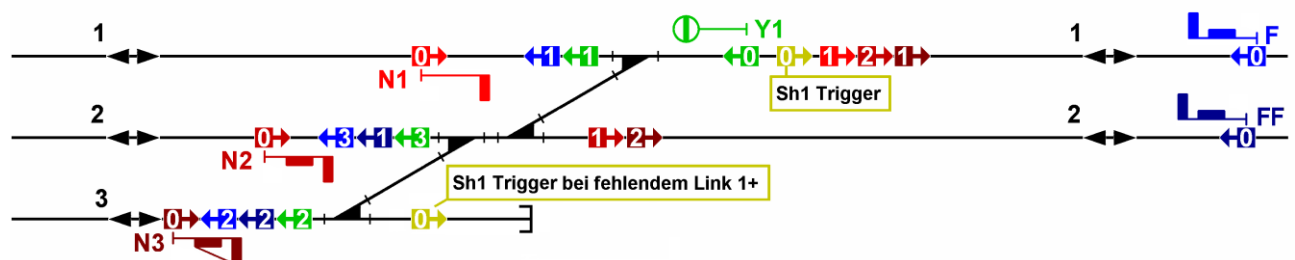 1 Y1 1 F
0 N1 1 1 0 0 1 2 1 0
Sh1 Trigger
2 2 FF
0 N2 3 1 3 1 2 0
Sh1 Trigger bei fehlendem Link 1+
3
0 N3 2 2 2 0